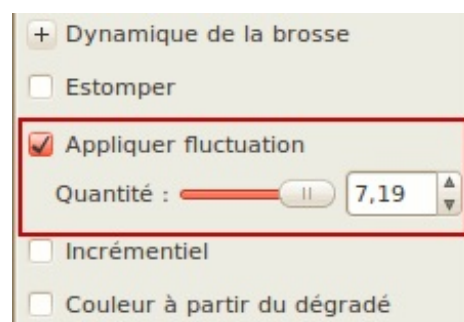 Dynamique de la brosse
Estomper
Appliquer fluctuation
Quantité : 7,19
Incrémentiel
Couleur à partir du dégradé